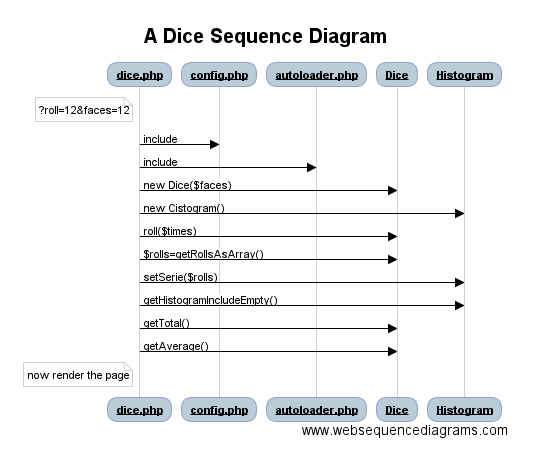 A Dice Sequence Diagram
dice.php config.php autoloader.php Dice Histogram
?roll=12&faces=12
include
include
new Dice($faces)
new Cistogram()
roll($times)
$rolls=getRollsAsArray()
setSerie($rolls)
getHistogramIncludeEmpty()
getTotal()
getAverage()
now render the page
dice.php config.php autoloader.php Dice Histogram
www.websequencediagrams.com